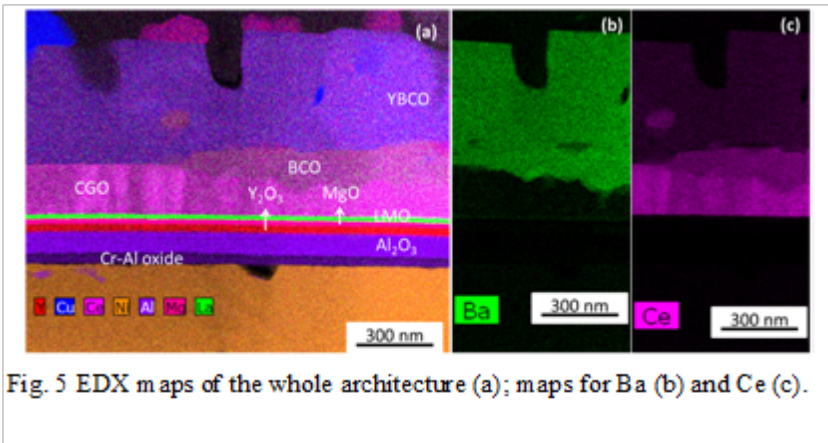 (a)
(b)
(c)
YBCO
BCO
CGO
Y₂O₃
MgO
LMO
Al₂O₃
Cr-Al oxide
Y Cu Ce Ni Al Mg La
300 nm
Ba
300 nm
Ce
300 nm
Fig. 5 EDX maps of the whole architecture (a); maps for Ba (b) and Ce (c).